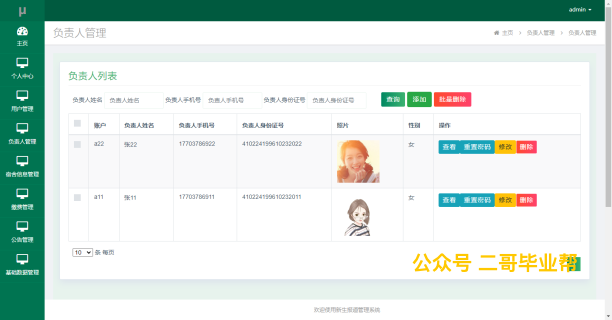 μ
admin
主页
个人中心
用户管理
负责人管理
宿舍信息管理
缴费管理
公告管理
基础数据管理
负责人管理
主页 > 负责人管理 > 负责人管理
负责人列表
负责人姓名 负责人姓名 负责人手机号 负责人手机号 负责人身份证号 负责人身份证号 查询 添加 批量删除
账户 负责人姓名 负责人手机号 负责人身份证号 照片 性别 操作
a22 张22 17703786922 410224199610232022 女 查看 重置密码 修改 删除
a11 张11 17703786911 410224199610232011 女 查看 重置密码 修改 删除
10 条 每页
公众号 二哥毕业帮
欢迎使用新生报道管理系统